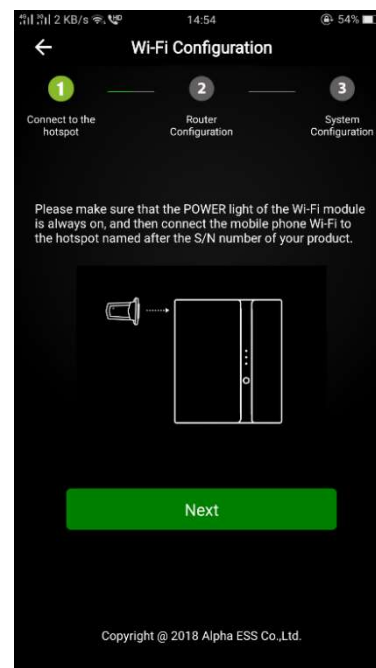 2 KB/s 14:54 54%
Wi-Fi Configuration
1 2 3
Connect to the
hotspot
Router
Configuration
System
Configuration
Please make sure that the POWER light of the Wi-Fi module
is always on, and then connect the mobile phone Wi-Fi to
the hotspot named after the S/N number of your product.
Next
Copyright @ 2018 Alpha ESS Co.,Ltd.